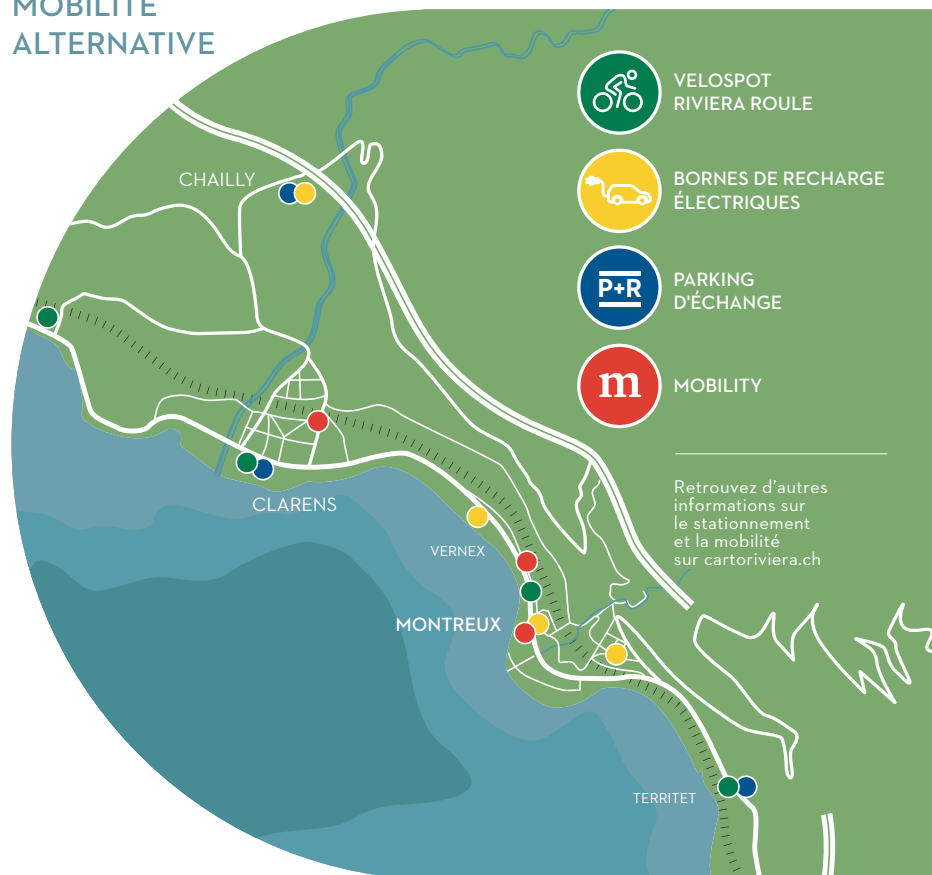 MOBILITÉ
ALTERNATIVE
VELOSPOT
RIVIERA ROULE
CHAILLY
BORNES DE RECHARGE
ÉLECTRIQUES
P+R
PARKING
D'ÉCHANGE
m
MOBILITY
Retrouvez d’autres
informations sur
le stationnement
et la mobilité
sur cartoriviera.ch
CLARENS
VERNEX
MONTREUX
TERRITET